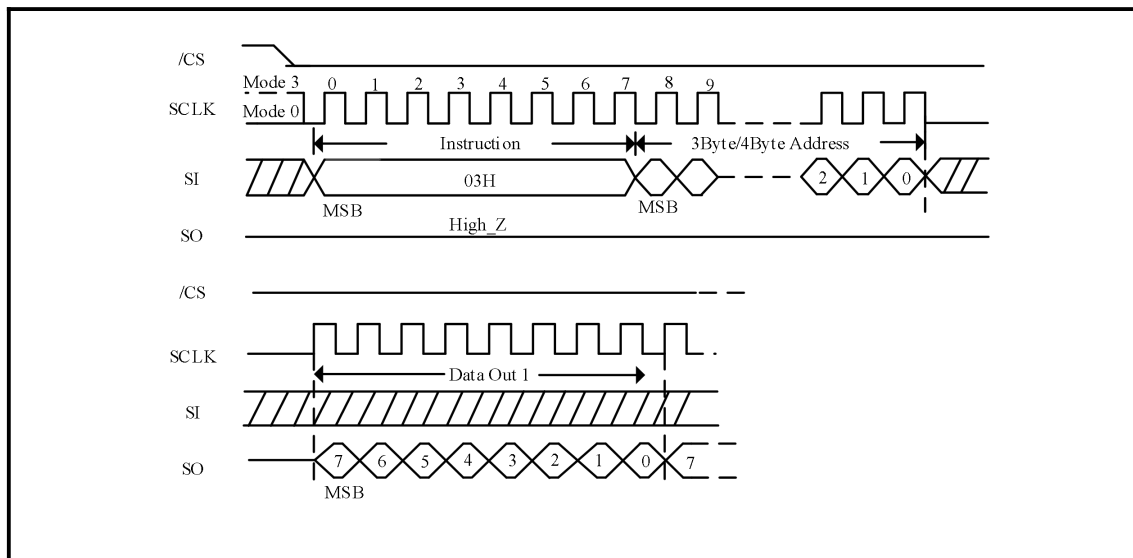 /CS
Mode 3 0 1 2 3 4 5 6 7 8 9
SCLK Mode 0
Instruction 3Byte/4Byte Address
SI 03H 2 1 0
MSB MSB
High_Z
SO
/CS
SCLK
Data Out 1
SI
SO 7 6 5 4 3 2 1 0 7
MSB